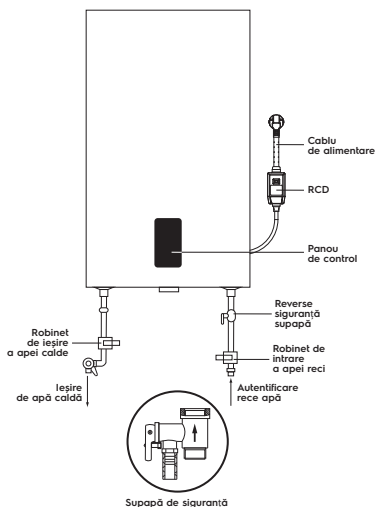 Cablu
de alimentare
RCD
Panou
de control
Reverse
siguranță
supapă
Robinet
de ieșire
a apei calde
Robinet de
intrare
a apei reci
Ieșire
de apă caldă
Autentificare
rece apă
Supapă de siguranță